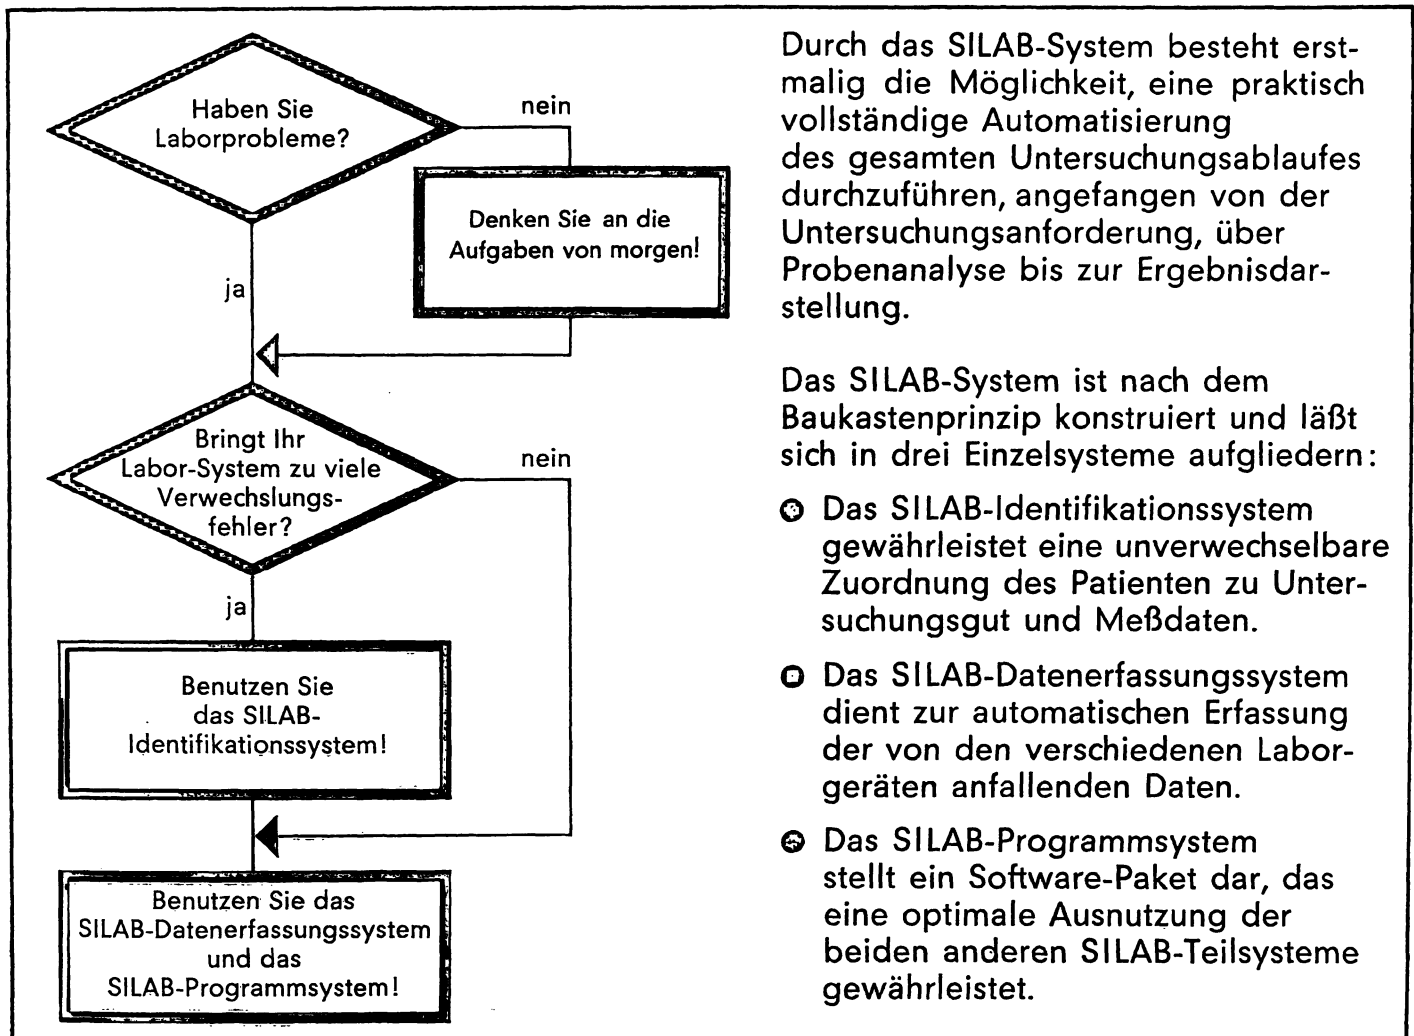 Haben Sie
Laborprobleme?
nein
Denken Sie an die
Aufgaben von morgen!
ja
Bringt Ihr
Labor-System zu viele
Verwechslungs-
fehler?
nein
ja
Benutzen Sie
das SILAB-
Identifikationssystem!
Benutzen Sie das
SILAB-Datenerfassungssystem
und das
SILAB-Programmsystem!
Durch das SILAB-System besteht erst-
malig die Möglichkeit, eine praktisch
vollständige Automatisierung
des gesamten Untersuchungsablaufes
durchzuführen, angefangen von der
Untersuchungsanforderung, über
Probenanalyse bis zur Ergebnisdar-
stellung.
Das SILAB-System ist nach dem
Baukastenprinzip konstruiert und läßt
sich in drei Einzelsysteme aufgliedern:
Das SILAB-Identifikationssystem
gewährleistet eine unverwechselbare
Zuordnung des Patienten zu Unter-
suchungsgut und Meßdaten.
Das SILAB-Datenerfassungssystem
dient zur automatischen Erfassung
der von den verschiedenen Labor-
geräten anfallenden Daten.
Das SILAB-Programmsystem
stellt ein Software-Paket dar, das
eine optimale Ausnutzung der
beiden anderen SILAB-Teilsysteme
gewährleistet.